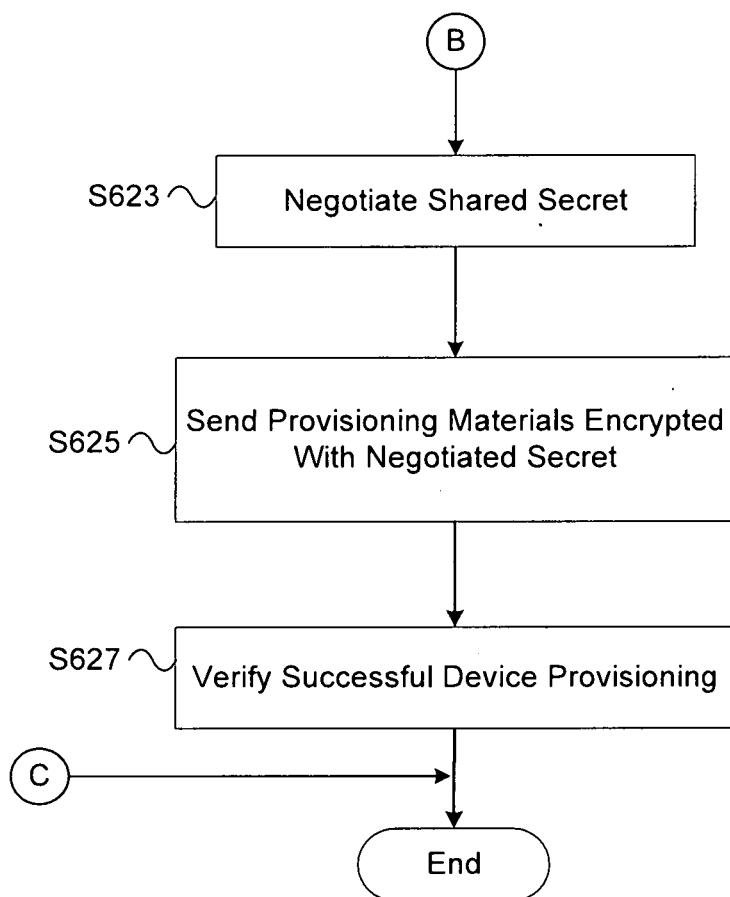 B
S623
Negotiate Shared Secret
S625
Send Provisioning Materials Encrypted
With Negotiated Secret
S627
Verify Successful Device Provisioning
C
End